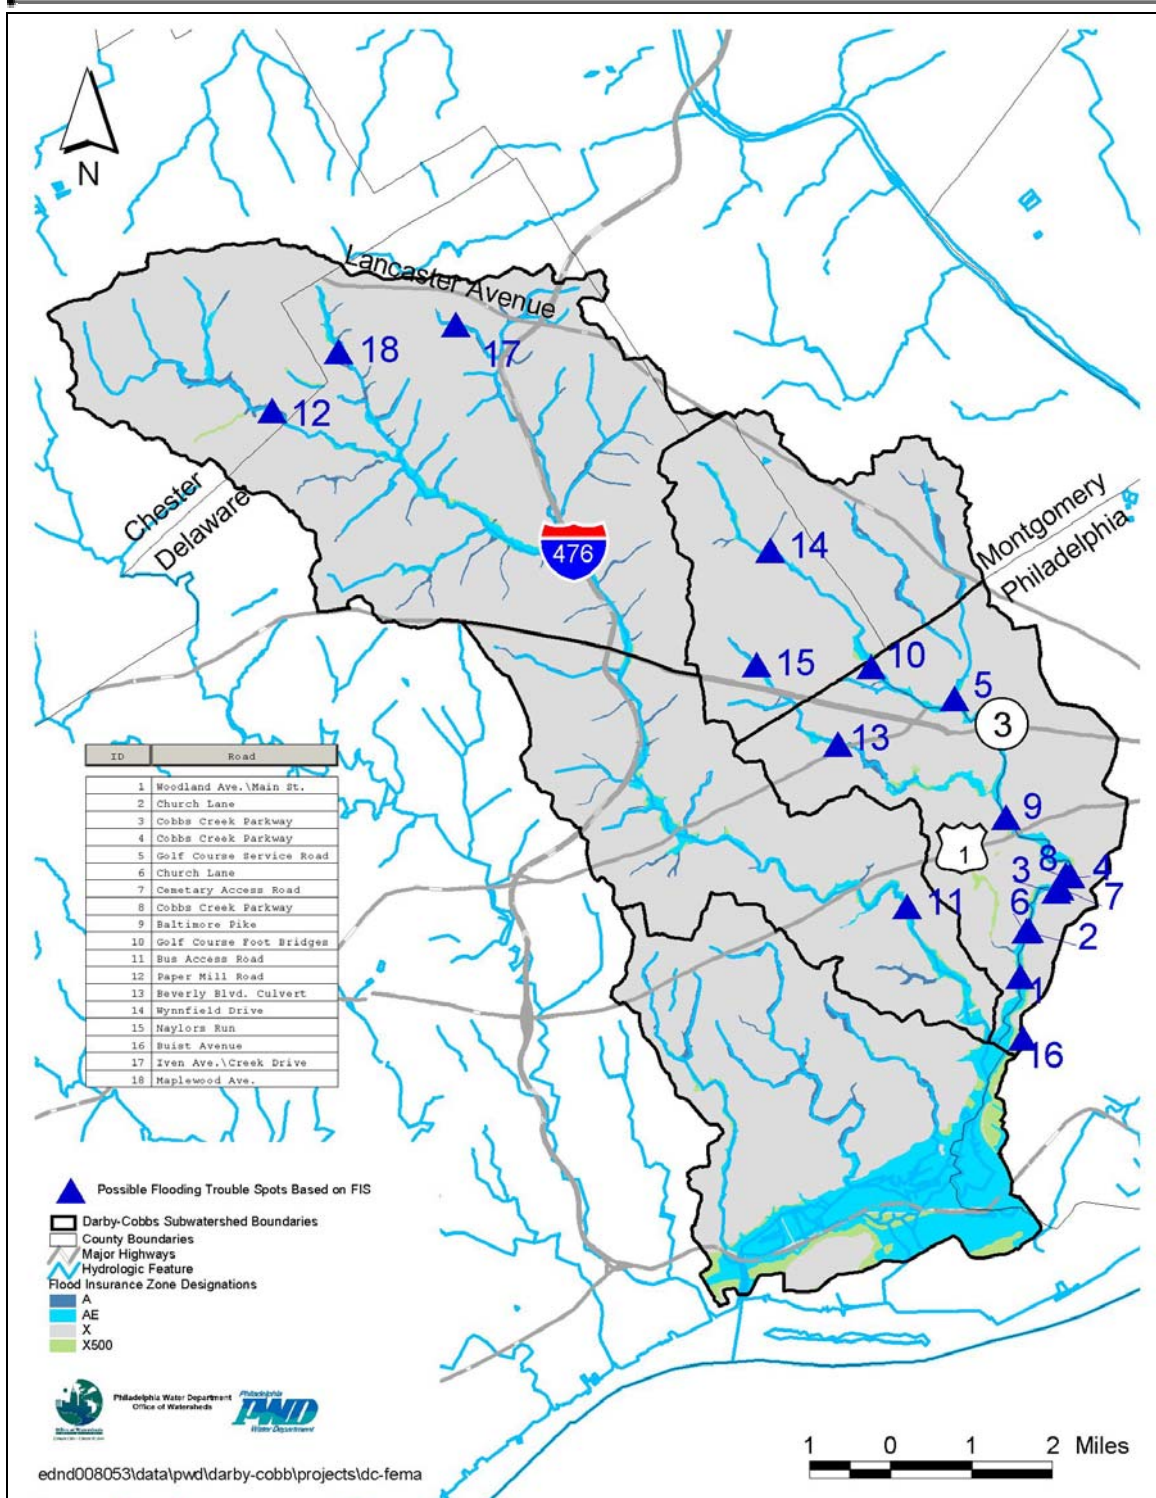 N
Lancaster Avenue
18
17
12
Chester
Delaware
476
Montgomery
Philadelphia
14
10
15
5
3
13
9
1
8
4
3
7
6
11
2
1
16
ID Road
1 Woodland Ave.\Main St.
2 Church Lane
3 Cobbs Creek Parkway
4 Cobbs Creek Parkway
5 Golf Course Service Road
6 Church Lane
7 Cemetary Access Road
8 Cobbs Creek Parkway
9 Baltimore Pike
10 Golf Course Foot Bridges
11 Bus Access Road
12 Paper Mill Road
13 Beverly Blvd. Culvert
14 Wynnfield Drive
15 Naylors Run
16 Buist Avenue
17 Iven Ave.\Creek Drive
18 Maplewood Ave.
Possible Flooding Trouble Spots Based on FIS
Darby-Cobbs Subwatershed Boundaries
County Boundaries
Major Highways
Hydrologic Feature
Flood Insurance Zone Designations
A
AE
X
X500
Philadelphia Water Department
Office of Watersheds
Philadelphia
PWD
Water Department
1 0 1 2 Miles
ednd008053\data\pwd\darby-cobb\projects\dc-fema